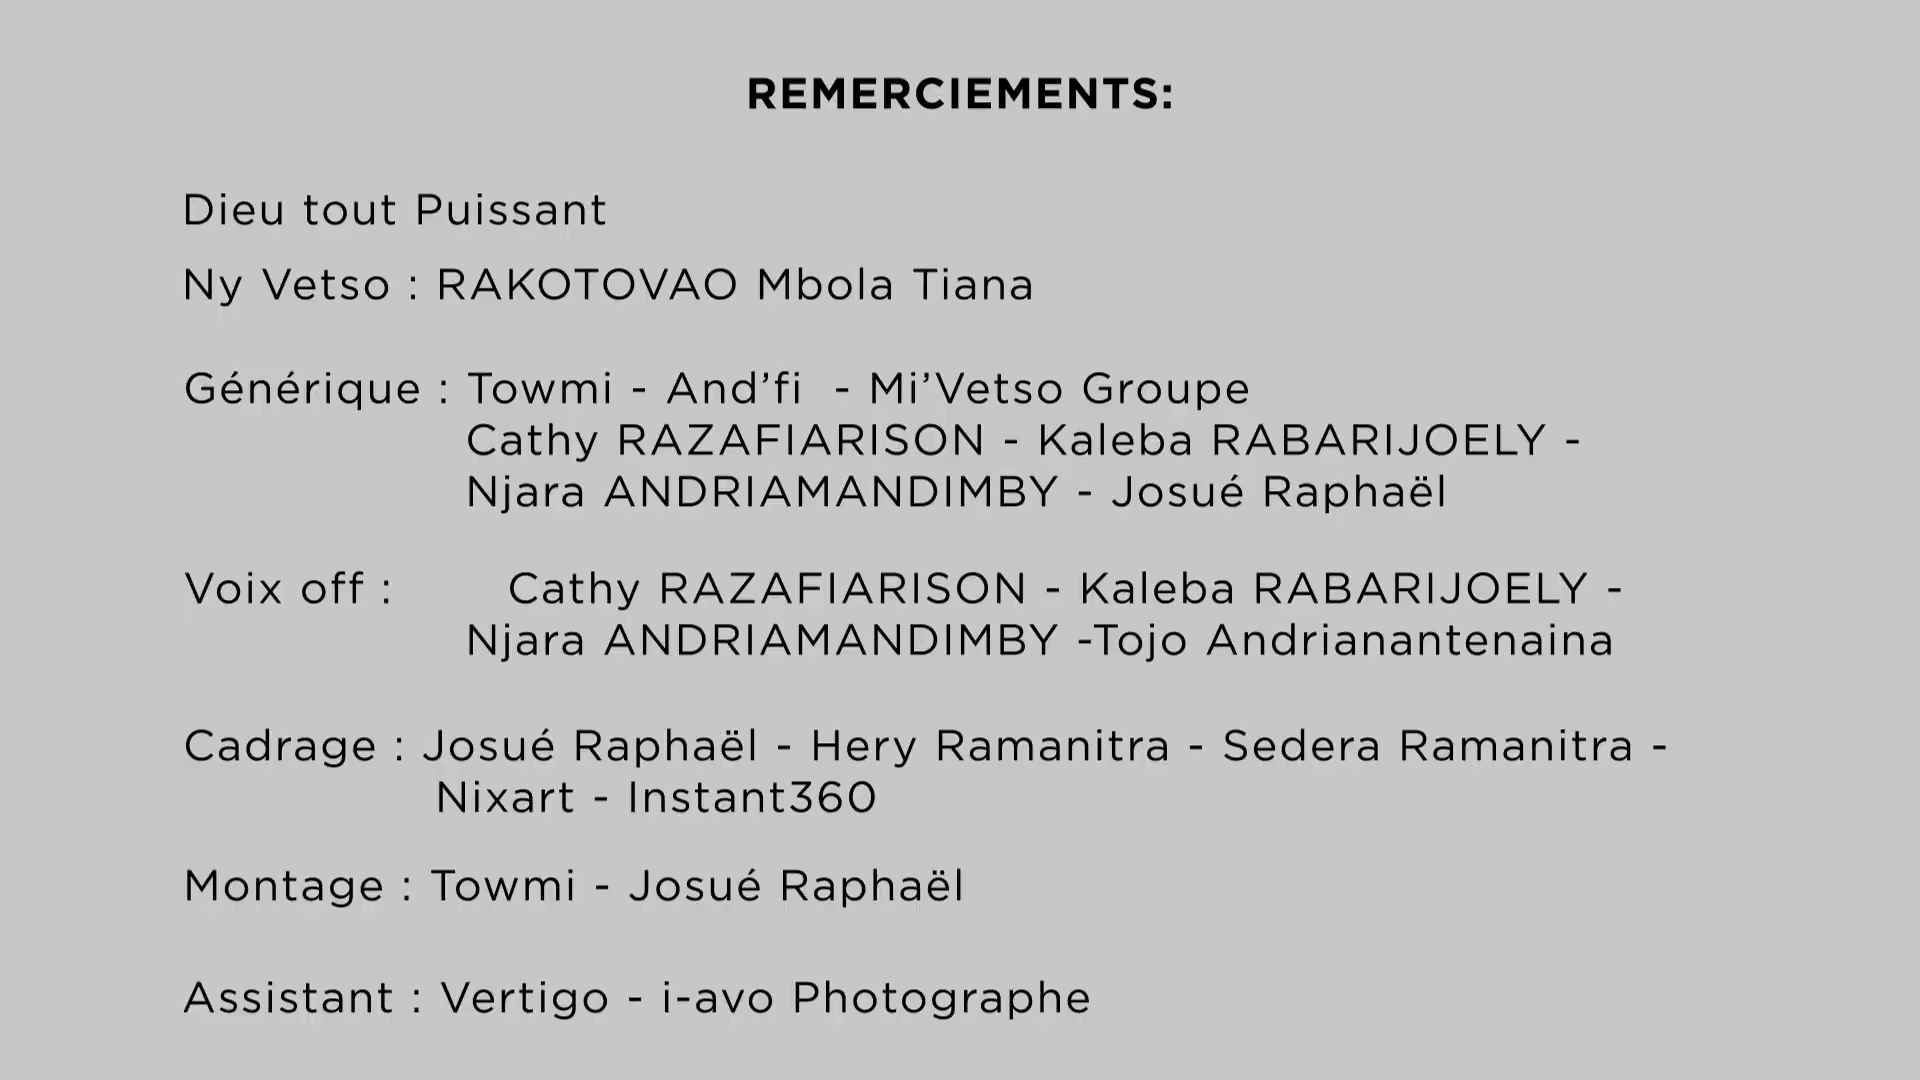 REMERCIEMENTS:
Dieu tout Puissant
Ny Vetso : RAKOTOVAO Mbola Tiana
Générique : Towmi - And’fi - Mi’Vetso Groupe
Cathy RAZAFIARISON - Kaleba RABARIJOELY -
Njara ANDRIAMANDIMBY - Josué Raphaël
Voix off : Cathy RAZAFIARISON - Kaleba RABARIJOELY -
Njara ANDRIAMANDIMBY -Tojo Andrianantenaina
Cadrage : Josué Raphaël - Hery Ramanitra - Sedera Ramanitra -
Nixart - Instant360
Montage : Towmi - Josué Raphaël
Assistant : Vertigo - i-avo Photographe